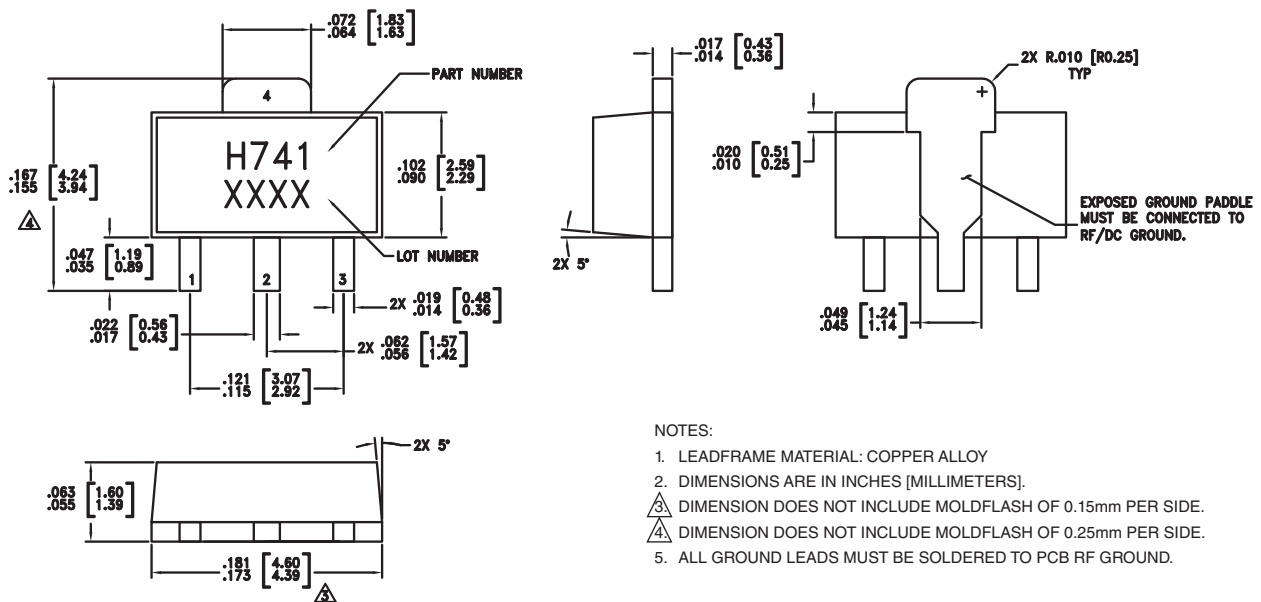 .072 [1.83]
.064 [1.63]
4
PART NUMBER
H741
XXXX
.167 [4.24]
.155 [3.94]
4
.102 [2.59]
.090 [2.29]
.047 [1.19]
.035 [0.89]
LOT NUMBER
1
2
3
2X .019 [0.48]
.014 [0.36]
.022 [0.56]
.017 [0.43]
2X .062 [1.57]
.056 [1.42]
.121 [3.07]
.115 [2.92]
.017 [0.43]
.014 [0.36]
2X 5°
2X R.010 [R0.25]
TYP
+
.020 [0.51]
.010 [0.25]
EXPOSED GROUND PADDLE
MUST BE CONNECTED TO
RF/DC GROUND.
.049 [1.24]
.045 [1.14]
2X 5°
.063 [1.60]
.055 [1.39]
.181 [4.60]
.173 [4.39]
3
NOTES:
1. LEADFRAME MATERIAL: COPPER ALLOY
2. DIMENSIONS ARE IN INCHES [MILLIMETERS].
3. DIMENSION DOES NOT INCLUDE MOLDFLASH OF 0.15mm PER SIDE.
4. DIMENSION DOES NOT INCLUDE MOLDFLASH OF 0.25mm PER SIDE.
5. ALL GROUND LEADS MUST BE SOLDERED TO PCB RF GROUND.